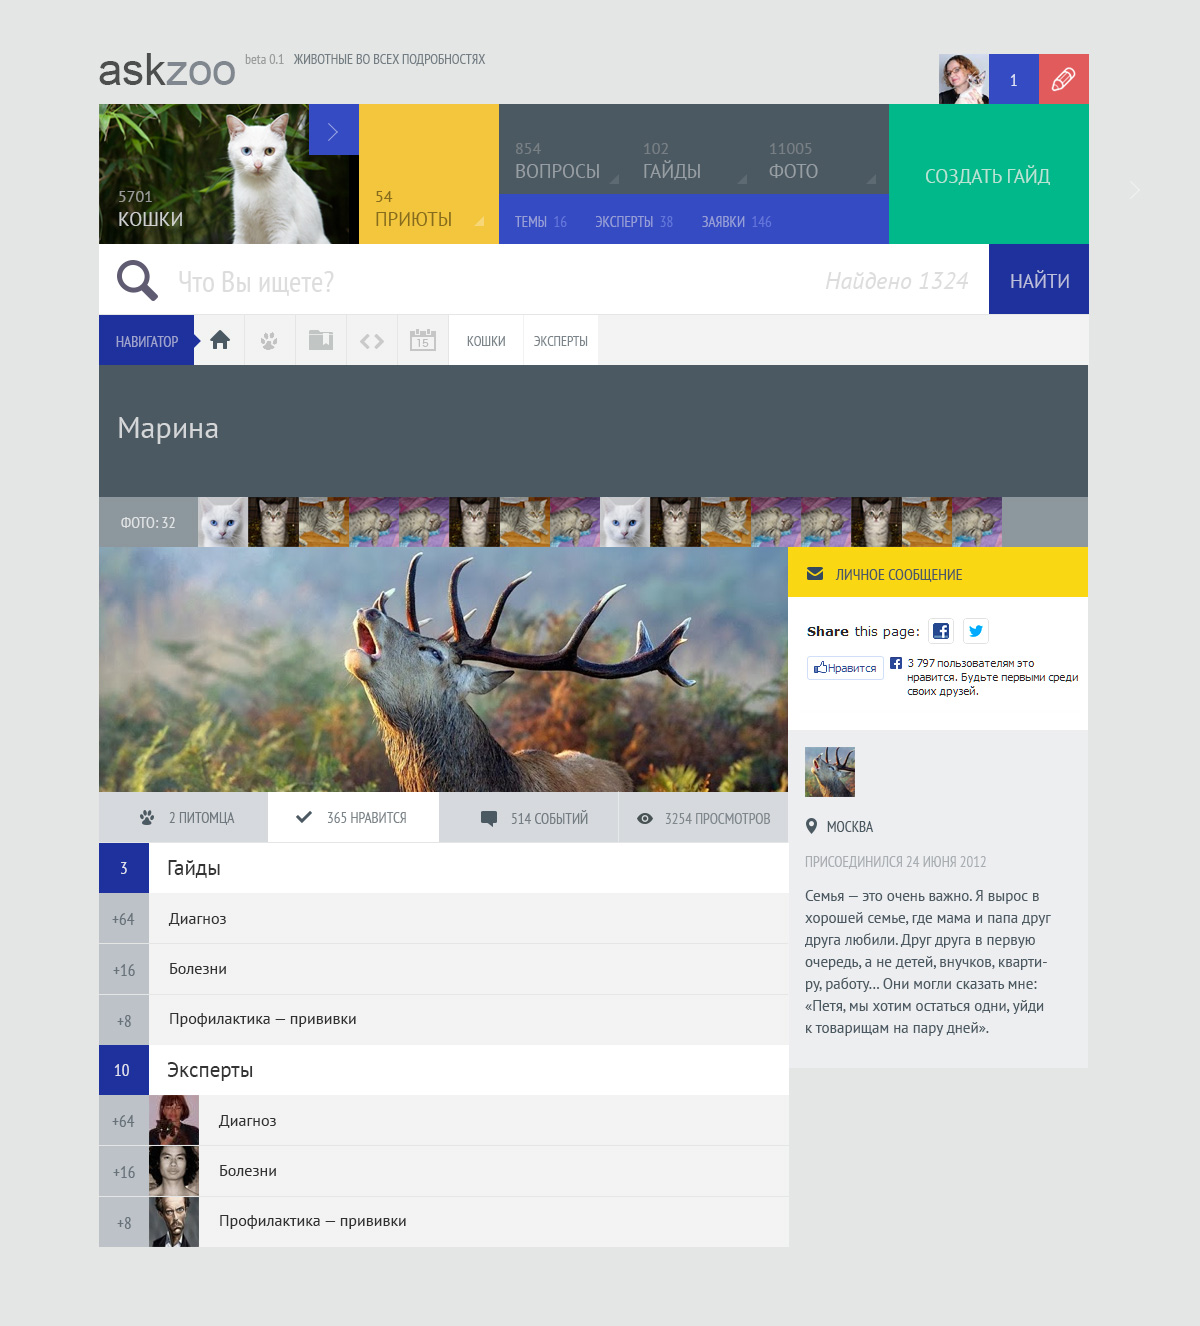 askzoo beta 0.1 ЖИВОТНЫЕ ВО ВСЕХ ПОДРОБНОСТЯХ
1
5701
КОШКИ
54
ПРИЮТЫ
854
ВОПРОСЫ
102
ГАЙДЫ
11005
ФОТО
ТЕМЫ 16 ЭКСПЕРТЫ 38 ЗАЯВКИ 146
СОЗДАТЬ ГАЙД
Что Вы ищете? Найдено 1324 НАЙТИ
НАВИГАТОР 15 КОШКИ ЭКСПЕРТЫ
Марина
ФОТО: 32
ЛИЧНОЕ СООБЩЕНИЕ
Share this page:
Нравится
3 797 пользователям это
нравится. Будьте первыми среди
своих друзей.
2 ПИТОМЦА 365 НРАВИТСЯ 514 СОБЫТИЙ 3254 ПРОСМОТРОВ
МОСКВА
ПРИСОЕДИНИЛСЯ 24 ИЮНЯ 2012
Семья — это очень важно. Я вырос в
хорошей семье, где мама и папа друг
друга любили. Друг друга в первую
очередь, а не детей, внучков, кварти-
ру, работу... Они могли сказать мне:
«Петя, мы хотим остаться одни, уйди
к товарищам на пару дней».
3 Гайды
+64 Диагноз
+16 Болезни
+8 Профилактика — прививки
10 Эксперты
+64 Диагноз
+16 Болезни
+8 Профилактика — прививки